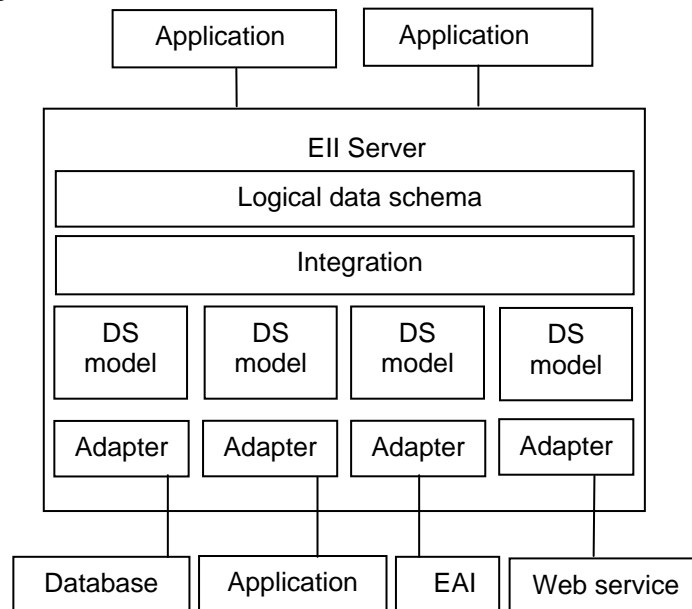 Application
Application
EII Server
Logical data schema
Integration
DS
model
DS
model
DS
model
DS
model
Adapter
Adapter
Adapter
Adapter
Database
Application
EAI
Web service